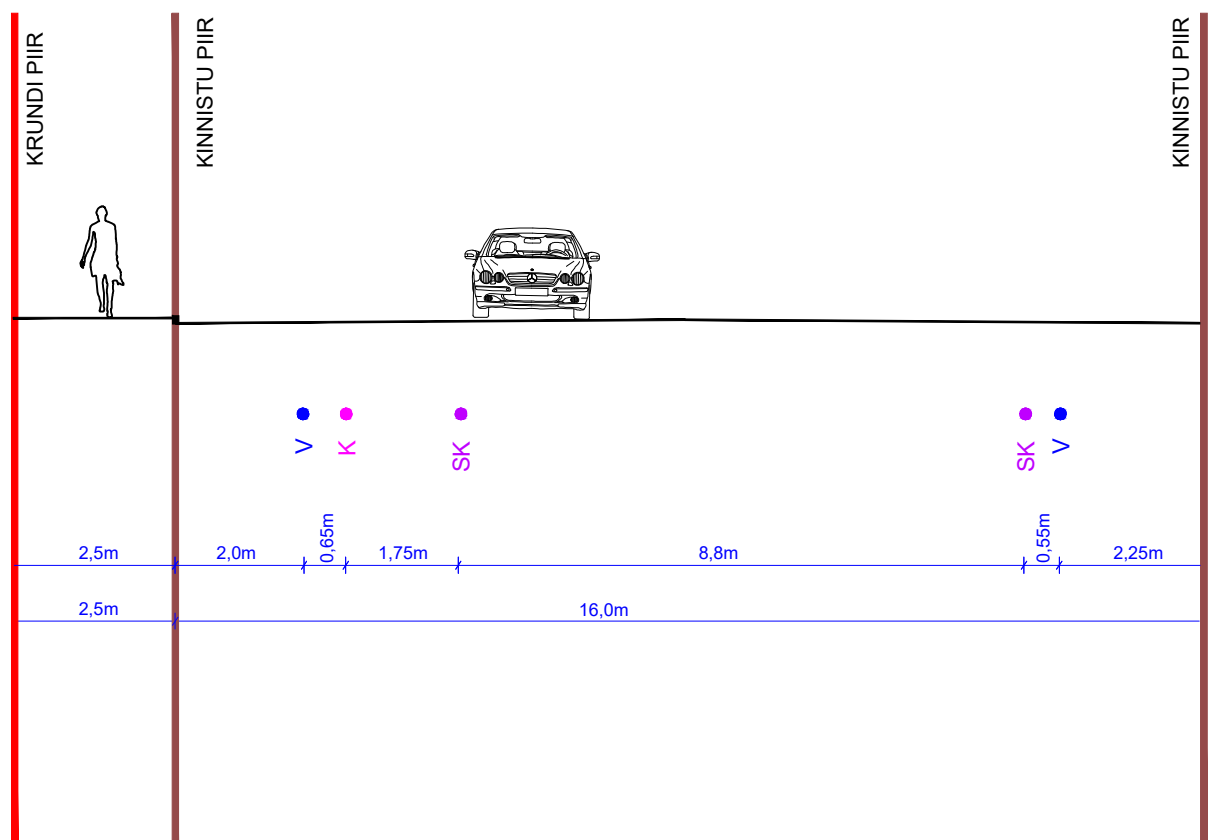 KRUNDI PIIR
KINNISTU PIIR
KINNISTU PIIR
V
K
SK
SK
V
2,5m
2,0m
0,65m
1,75m
8,8m
0,55m
2,25m
2,5m
16,0m